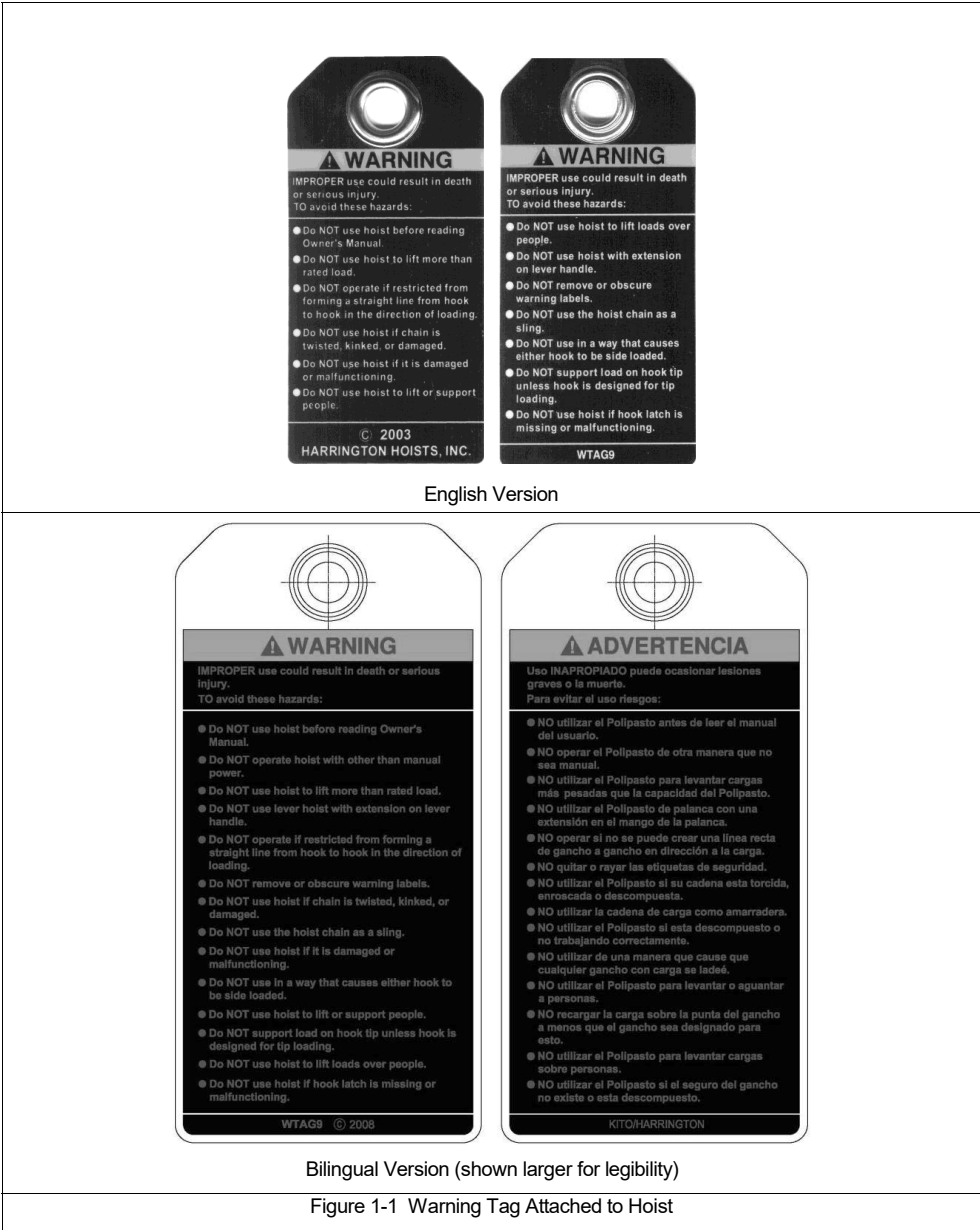 WARNING
IMPROPER use could result in death
or serious injury.
TO avoid these hazards:
Do NOT use hoist before reading
Owner's Manual.
Do NOT use hoist to lift more than
rated load.
Do NOT operate if restricted from
forming a straight line from hook
to hook in the direction of loading.
Do NOT use hoist if chain is
twisted, kinked, or damaged.
Do NOT use hoist if it is damaged
or malfunctioning.
Do NOT use hoist to lift or support
people.
© 2003
HARRINGTON HOISTS, INC.
WARNING
IMPROPER use could result in death
or serious injury.
TO avoid these hazards:
Do NOT use hoist to lift loads over
people.
Do NOT use hoist with extension
on lever handle.
Do NOT remove or obscure
warning labels.
Do NOT use the hoist chain as a
sling.
Do NOT use in a way that causes
either hook to be side loaded.
Do NOT support load on hook tip
unless hook is designed for tip
loading.
Do NOT use hoist if hook latch is
missing or malfunctioning.
WTAG9
English Version
WARNING
IMPROPER use could result in death or serious
injury.
TO avoid these hazards:
Do NOT use hoist before reading Owner's
Manual.
Do NOT operate hoist with other than manual
power.
Do NOT use hoist to lift more than rated load.
Do NOT use lever hoist with extension on lever
handle.
Do NOT operate if restricted from forming a
straight line from hook to hook in the direction of
loading.
Do NOT remove or obscure warning labels.
Do NOT use hoist if chain is twisted, kinked, or
damaged.
Do NOT use the hoist chain as a sling.
Do NOT use hoist if it is damaged or
malfunctioning.
Do NOT use in a way that causes either hook to
be side loaded.
Do NOT use hoist to lift or support people.
Do NOT support load on hook tip unless hook is
designed for tip loading.
Do NOT use hoist to lift loads over people.
Do NOT use hoist if hook latch is missing or
malfunctioning.
WTAG9 © 2008
ADVERTENCIA
Uso INAPROPIADO puede ocasionar lesiones
graves o la muerte.
Para evitar el uso riesgos:
NO utilizar el Polipasto antes de leer el manual
del usuario.
NO operar el Polipasto de otra manera que no
sea manual.
NO utilizar el Polipasto para levantar cargas
más pesadas que la capacidad del Polipasto.
NO utilizar el Polipasto de palanca con una
extensión en el mango de la palanca.
NO operar si no se puede crear una línea recta
de gancho a gancho en dirección a la carga.
NO quitar o rayar las etiquetas de seguridad.
NO utilizar el Polipasto si su cadena esta torcida,
enroscada o descompuesta.
NO utilizar la cadena de carga como amarradera.
NO utilizar el Polipasto si esta descompuesto o
no trabajando correctamente.
NO utilizar de una manera que cause que
cualquier gancho con carga se ladeé.
NO utilizar el Polipasto para levantar o aguantar
a personas.
NO recargar la carga sobre la punta del gancho
a menos que el gancho sea designado para
esto.
NO utilizar el Polipasto para levantar cargas
sobre personas.
NO utilizar el Polipasto si el seguro del gancho
no existe o esta descompuesto.
KITO/HARRINGTON
Bilingual Version (shown larger for legibility)
Figure 1-1 Warning Tag Attached to Hoist